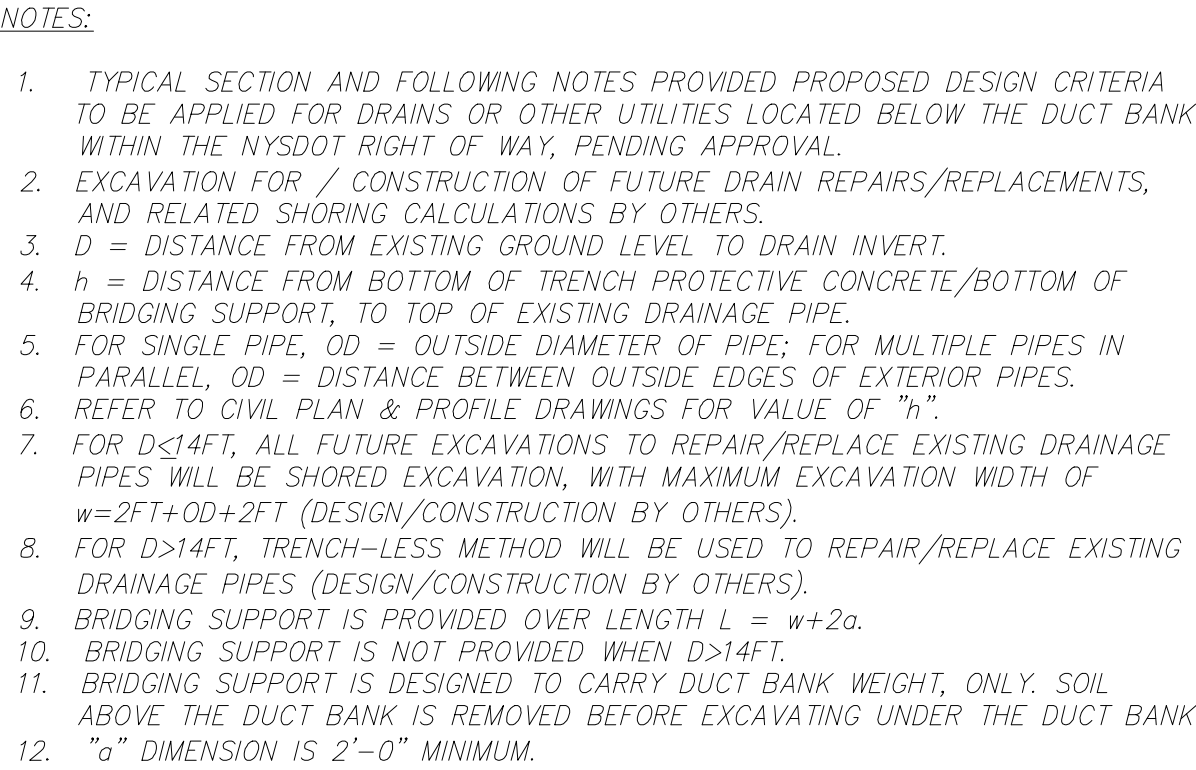 NOTES:
1. TYPICAL SECTION AND FOLLOWING NOTES PROVIDED PROPOSED DESIGN CRITERIA
TO BE APPLIED FOR DRAINS OR OTHER UTILITIES LOCATED BELOW THE DUCT BANK
WITHIN THE NYSDOT RIGHT OF WAY, PENDING APPROVAL.
2. EXCAVATION FOR / CONSTRUCTION OF FUTURE DRAIN REPAIRS/REPLACEMENTS,
AND RELATED SHORING CALCULATIONS BY OTHERS.
3. D = DISTANCE FROM EXISTING GROUND LEVEL TO DRAIN INVERT.
4. h = DISTANCE FROM BOTTOM OF TRENCH PROTECTIVE CONCRETE/BOTTOM OF
BRIDGING SUPPORT, TO TOP OF EXISTING DRAINAGE PIPE.
5. FOR SINGLE PIPE, OD = OUTSIDE DIAMETER OF PIPE; FOR MULTIPLE PIPES IN
PARALLEL, OD = DISTANCE BETWEEN OUTSIDE EDGES OF EXTERIOR PIPES.
6. REFER TO CIVIL PLAN & PROFILE DRAWINGS FOR VALUE OF "h".
7. FOR D≤14FT, ALL FUTURE EXCAVATIONS TO REPAIR/REPLACE EXISTING DRAINAGE
PIPES WILL BE SHORED EXCAVATION, WITH MAXIMUM EXCAVATION WIDTH OF
w=2FT+OD+2FT (DESIGN/CONSTRUCTION BY OTHERS).
8. FOR D>14FT, TRENCH-LESS METHOD WILL BE USED TO REPAIR/REPLACE EXISTING
DRAINAGE PIPES (DESIGN/CONSTRUCTION BY OTHERS).
9. BRIDGING SUPPORT IS PROVIDED OVER LENGTH L = w+2a.
10. BRIDGING SUPPORT IS NOT PROVIDED WHEN D>14FT.
11. BRIDGING SUPPORT IS DESIGNED TO CARRY DUCT BANK WEIGHT, ONLY. SOIL
ABOVE THE DUCT BANK IS REMOVED BEFORE EXCAVATING UNDER THE DUCT BANK
12. "a" DIMENSION IS 2'-0" MINIMUM.